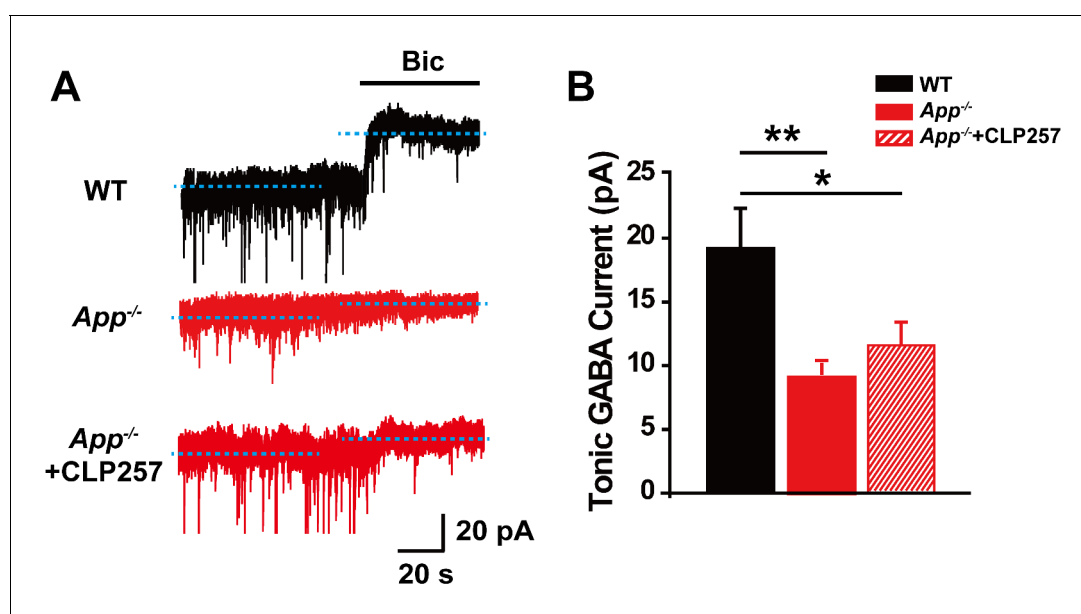 A
Bic
WT
App-/-
App-/-
+CLP257
20 pA
20 s
B
WT
App-/-
App-/-+CLP257
**
*
Tonic GABA Current (pA)
25
20
15
10
5
0